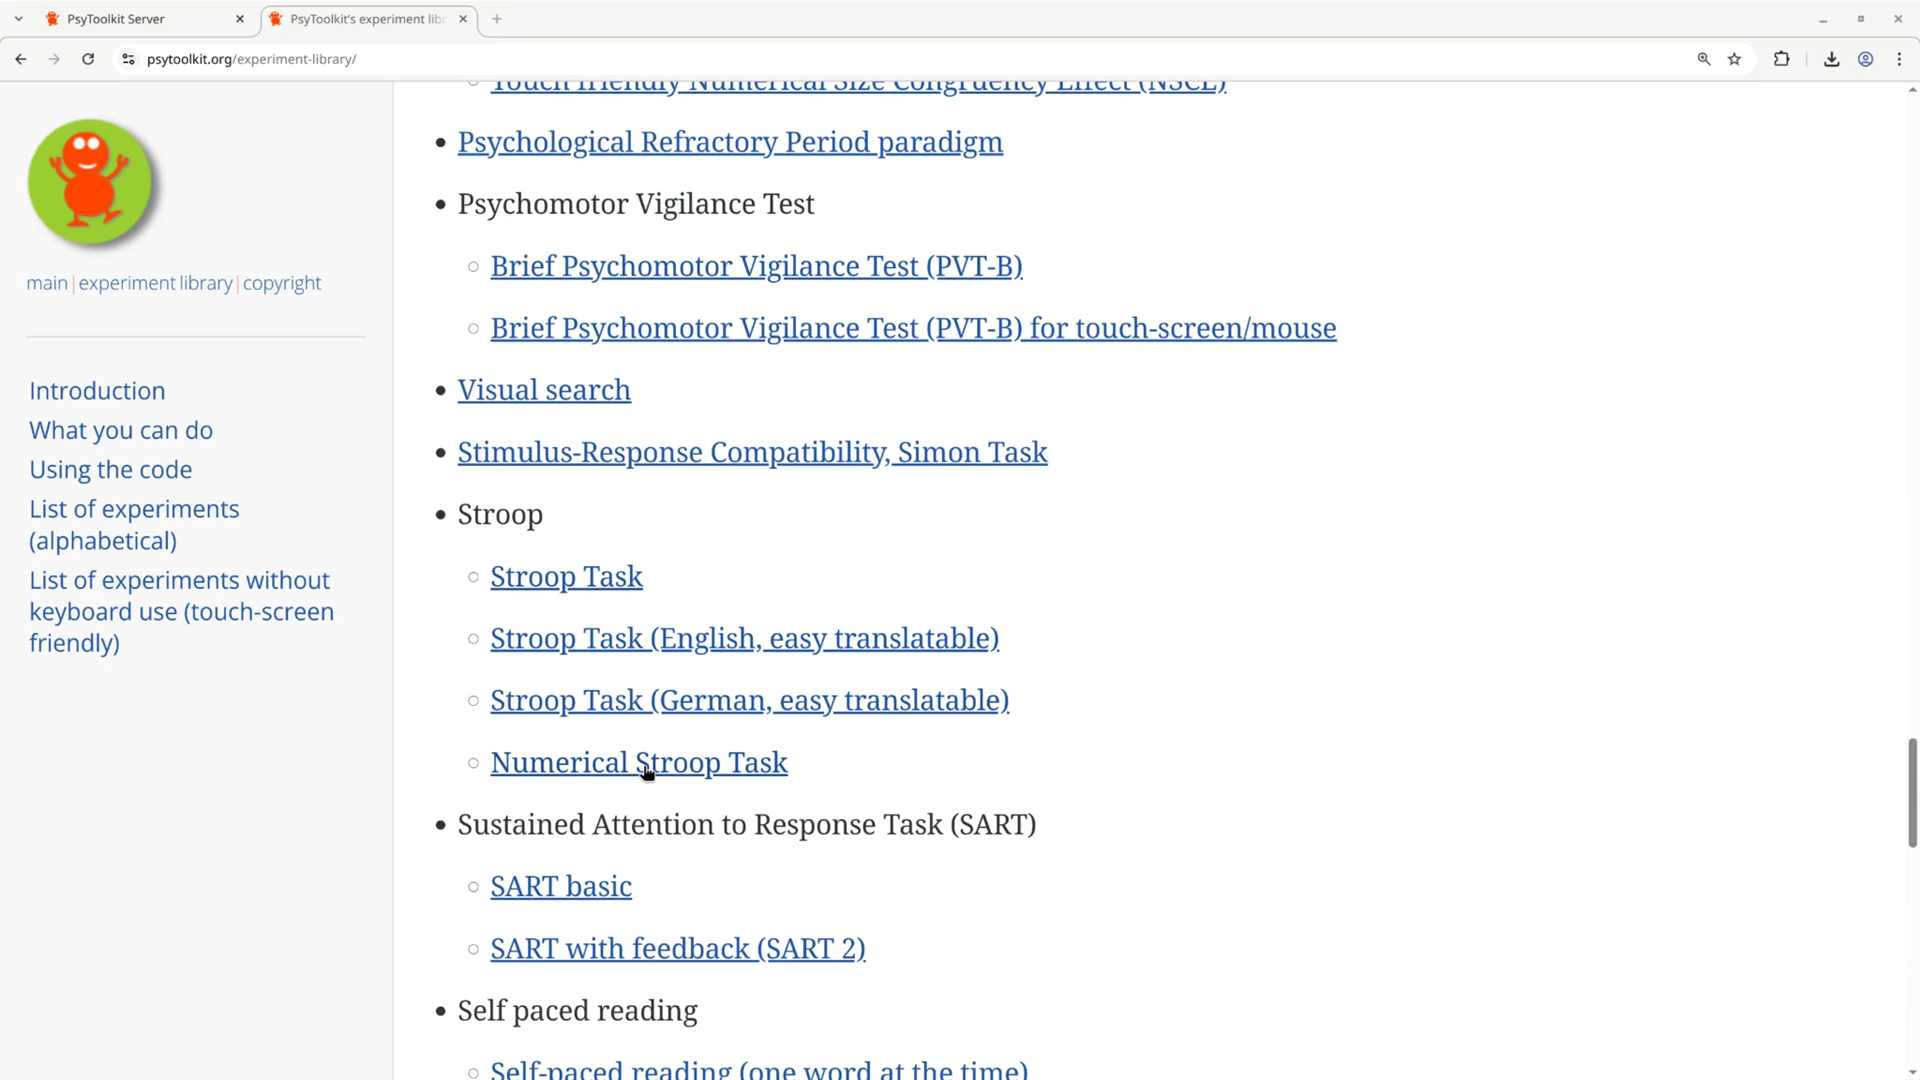 PsyToolkit Server
PsyToolkit's experiment lib
psytoolkit.org/experiment-library/
main | experiment library | copyright
Introduction
What you can do
Using the code
List of experiments
(alphabetical)
List of experiments without
keyboard use (touch-screen
friendly)
Touch friendly Numerical Size Congruency Effect (NSCE)
Psychological Refractory Period paradigm
Psychomotor Vigilance Test
Brief Psychomotor Vigilance Test (PVT-B)
Brief Psychomotor Vigilance Test (PVT-B) for touch-screen/mouse
Visual search
Stimulus-Response Compatibility, Simon Task
Stroop
Stroop Task
Stroop Task (English, easy translatable)
Stroop Task (German, easy translatable)
Numerical Stroop Task
Sustained Attention to Response Task (SART)
SART basic
SART with feedback (SART 2)
Self paced reading
Self-paced reading (one word at the time)